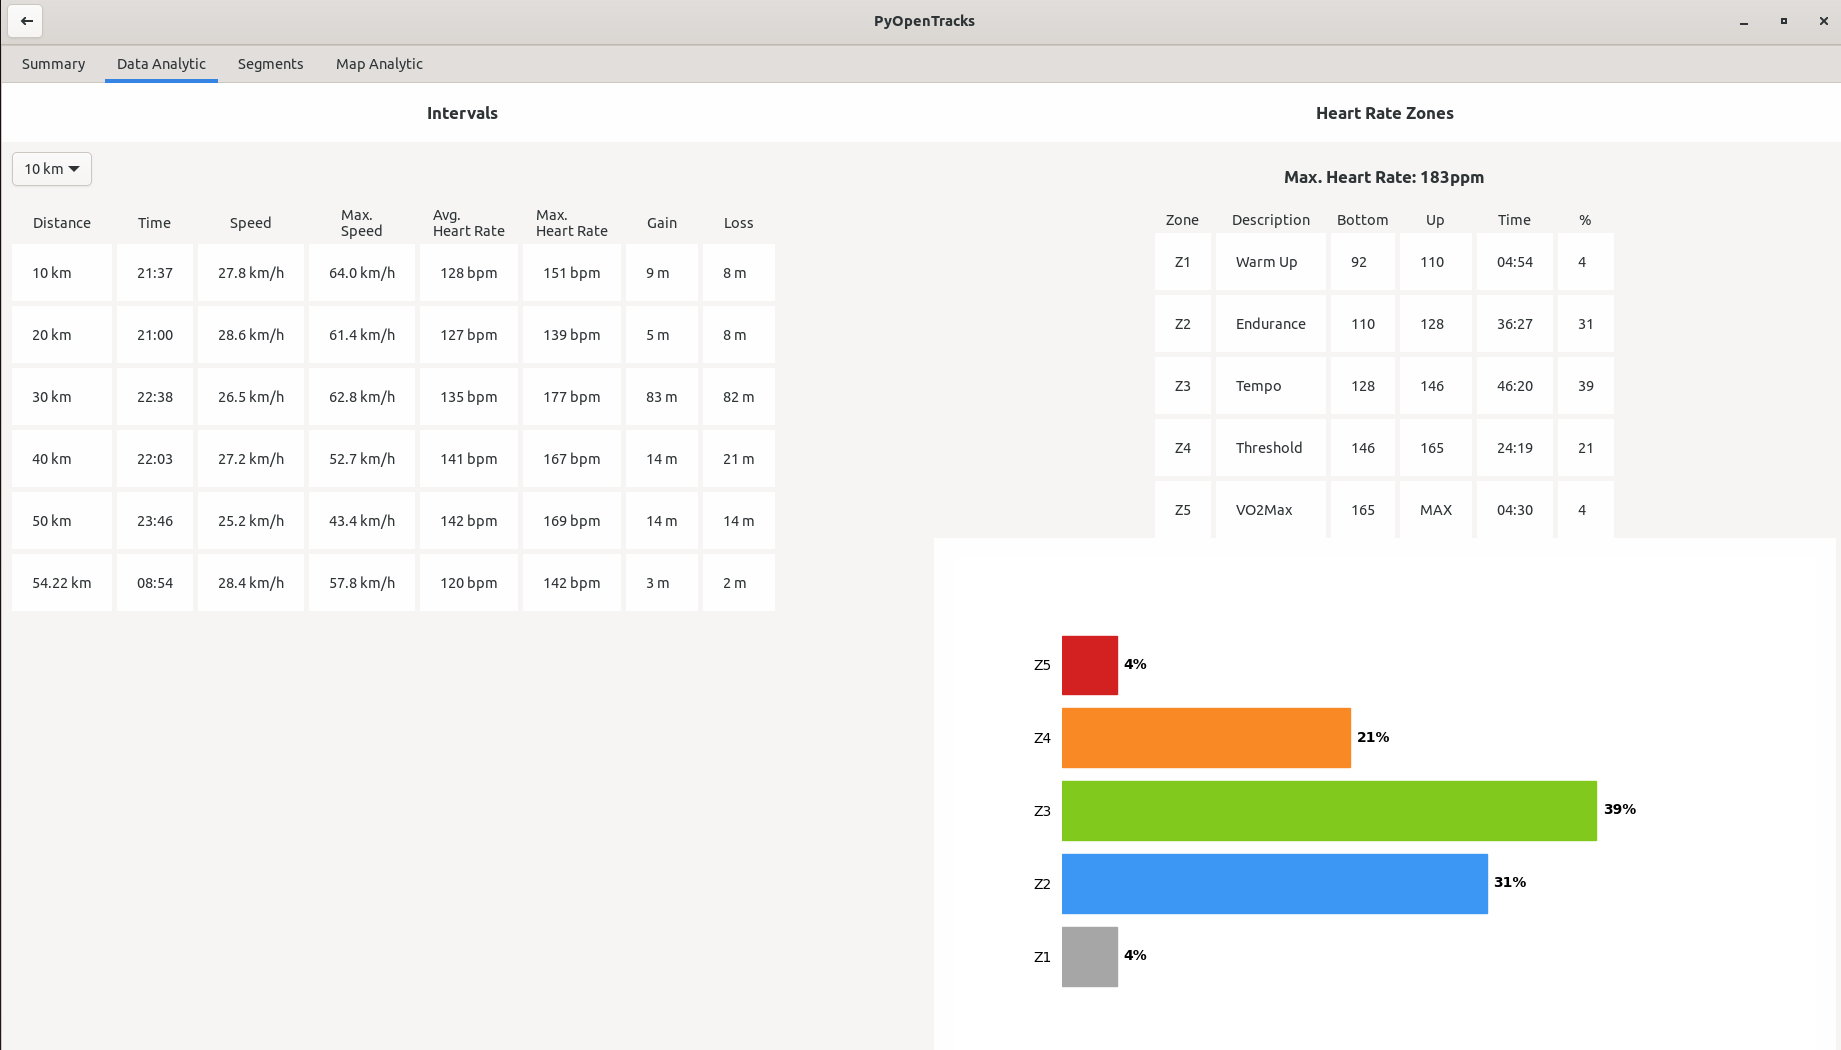 PyOpenTracks
Summary Data Analytic Segments Map Analytic
Intervals
10 km
Distance Time Speed Max. Speed Avg. Heart Rate Max. Heart Rate Gain Loss
10 km 21:37 27.8 km/h 64.0 km/h 128 bpm 151 bpm 9 m 8 m
20 km 21:00 28.6 km/h 61.4 km/h 127 bpm 139 bpm 5 m 8 m
30 km 22:38 26.5 km/h 62.8 km/h 135 bpm 177 bpm 83 m 82 m
40 km 22:03 27.2 km/h 52.7 km/h 141 bpm 167 bpm 14 m 21 m
50 km 23:46 25.2 km/h 43.4 km/h 142 bpm 169 bpm 14 m 14 m
54.22 km 08:54 28.4 km/h 57.8 km/h 120 bpm 142 bpm 3 m 2 m
Heart Rate Zones
Max. Heart Rate: 183ppm
Zone Description Bottom Up Time %
Z1 Warm Up 92 110 04:54 4
Z2 Endurance 110 128 36:27 31
Z3 Tempo 128 146 46:20 39
Z4 Threshold 146 165 24:19 21
Z5 VO2Max 165 MAX 04:30 4
Z5 4%
Z4 21%
Z3 39%
Z2 31%
Z1 4%